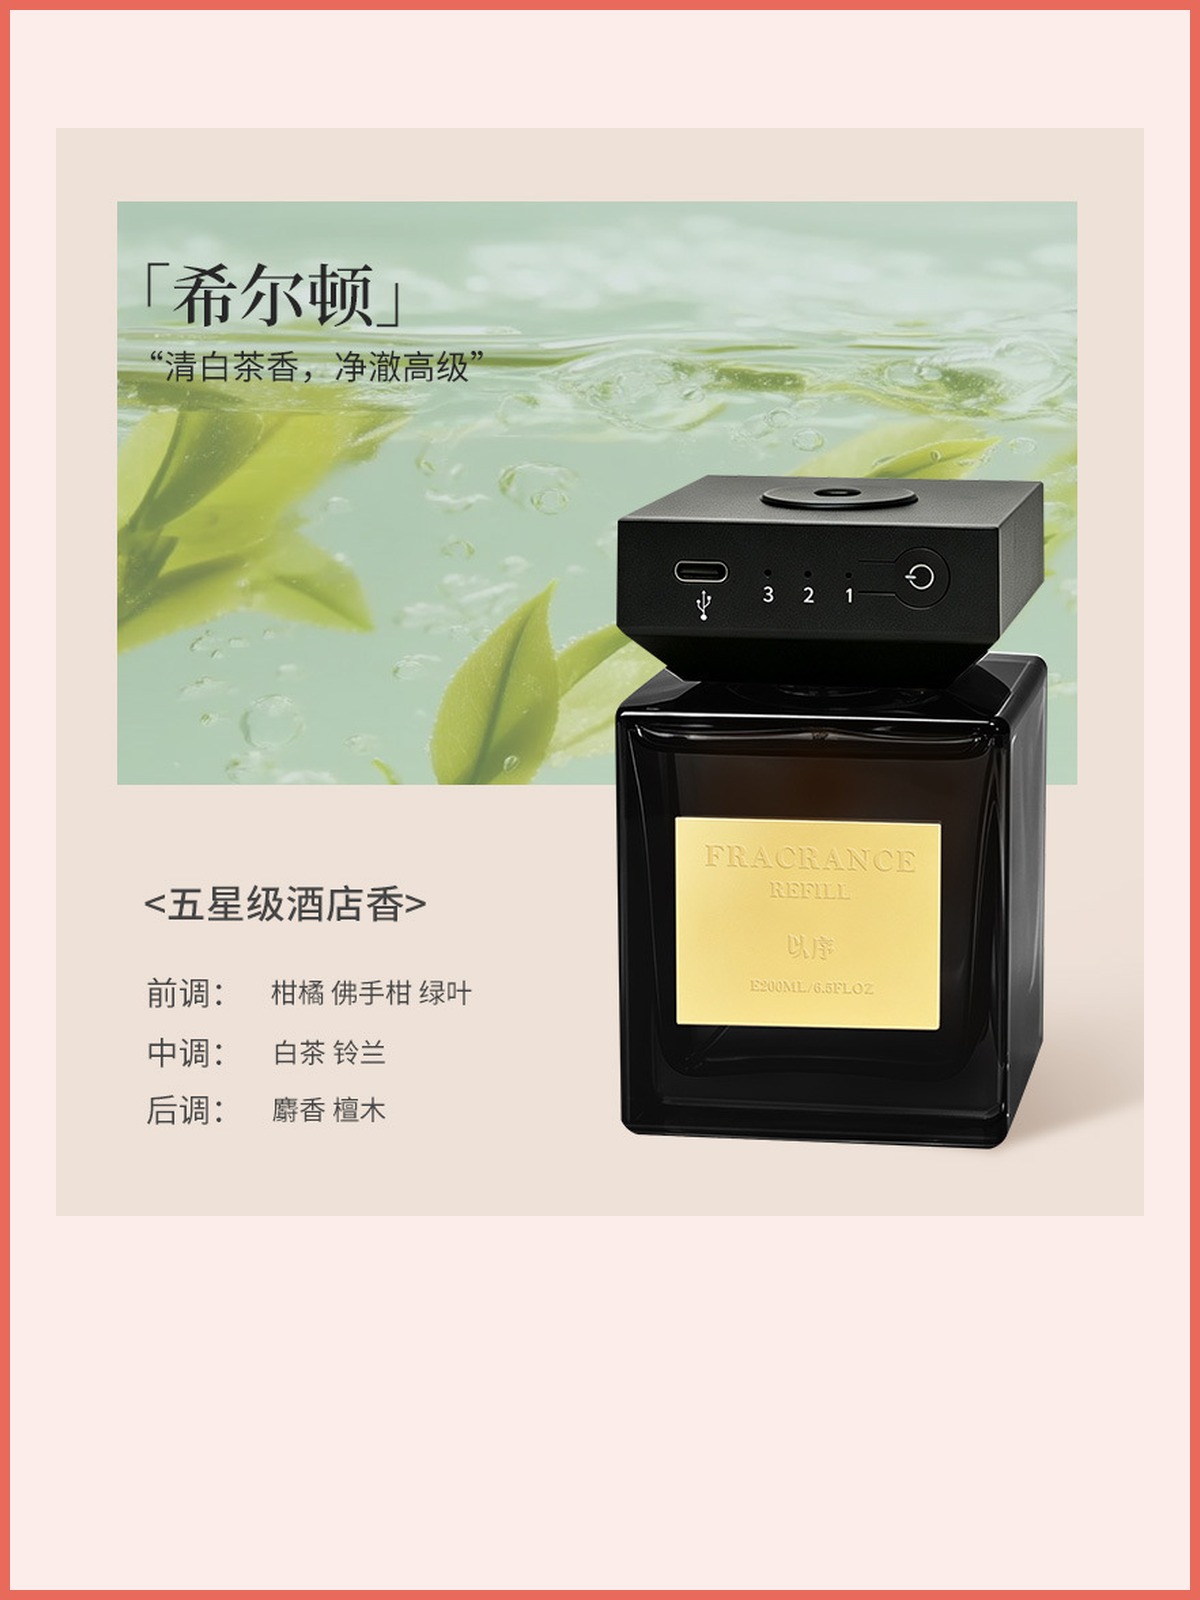 「希尔顿」
“清白茶香，净澈高级”
3 2 1
FRAGRANCE
REFILL
以序
E200ML/6.5FLOZ
<五星级酒店香>
前调： 柑橘 佛手柑 绿叶
中调： 白茶 铃兰
后调： 麝香 檀木